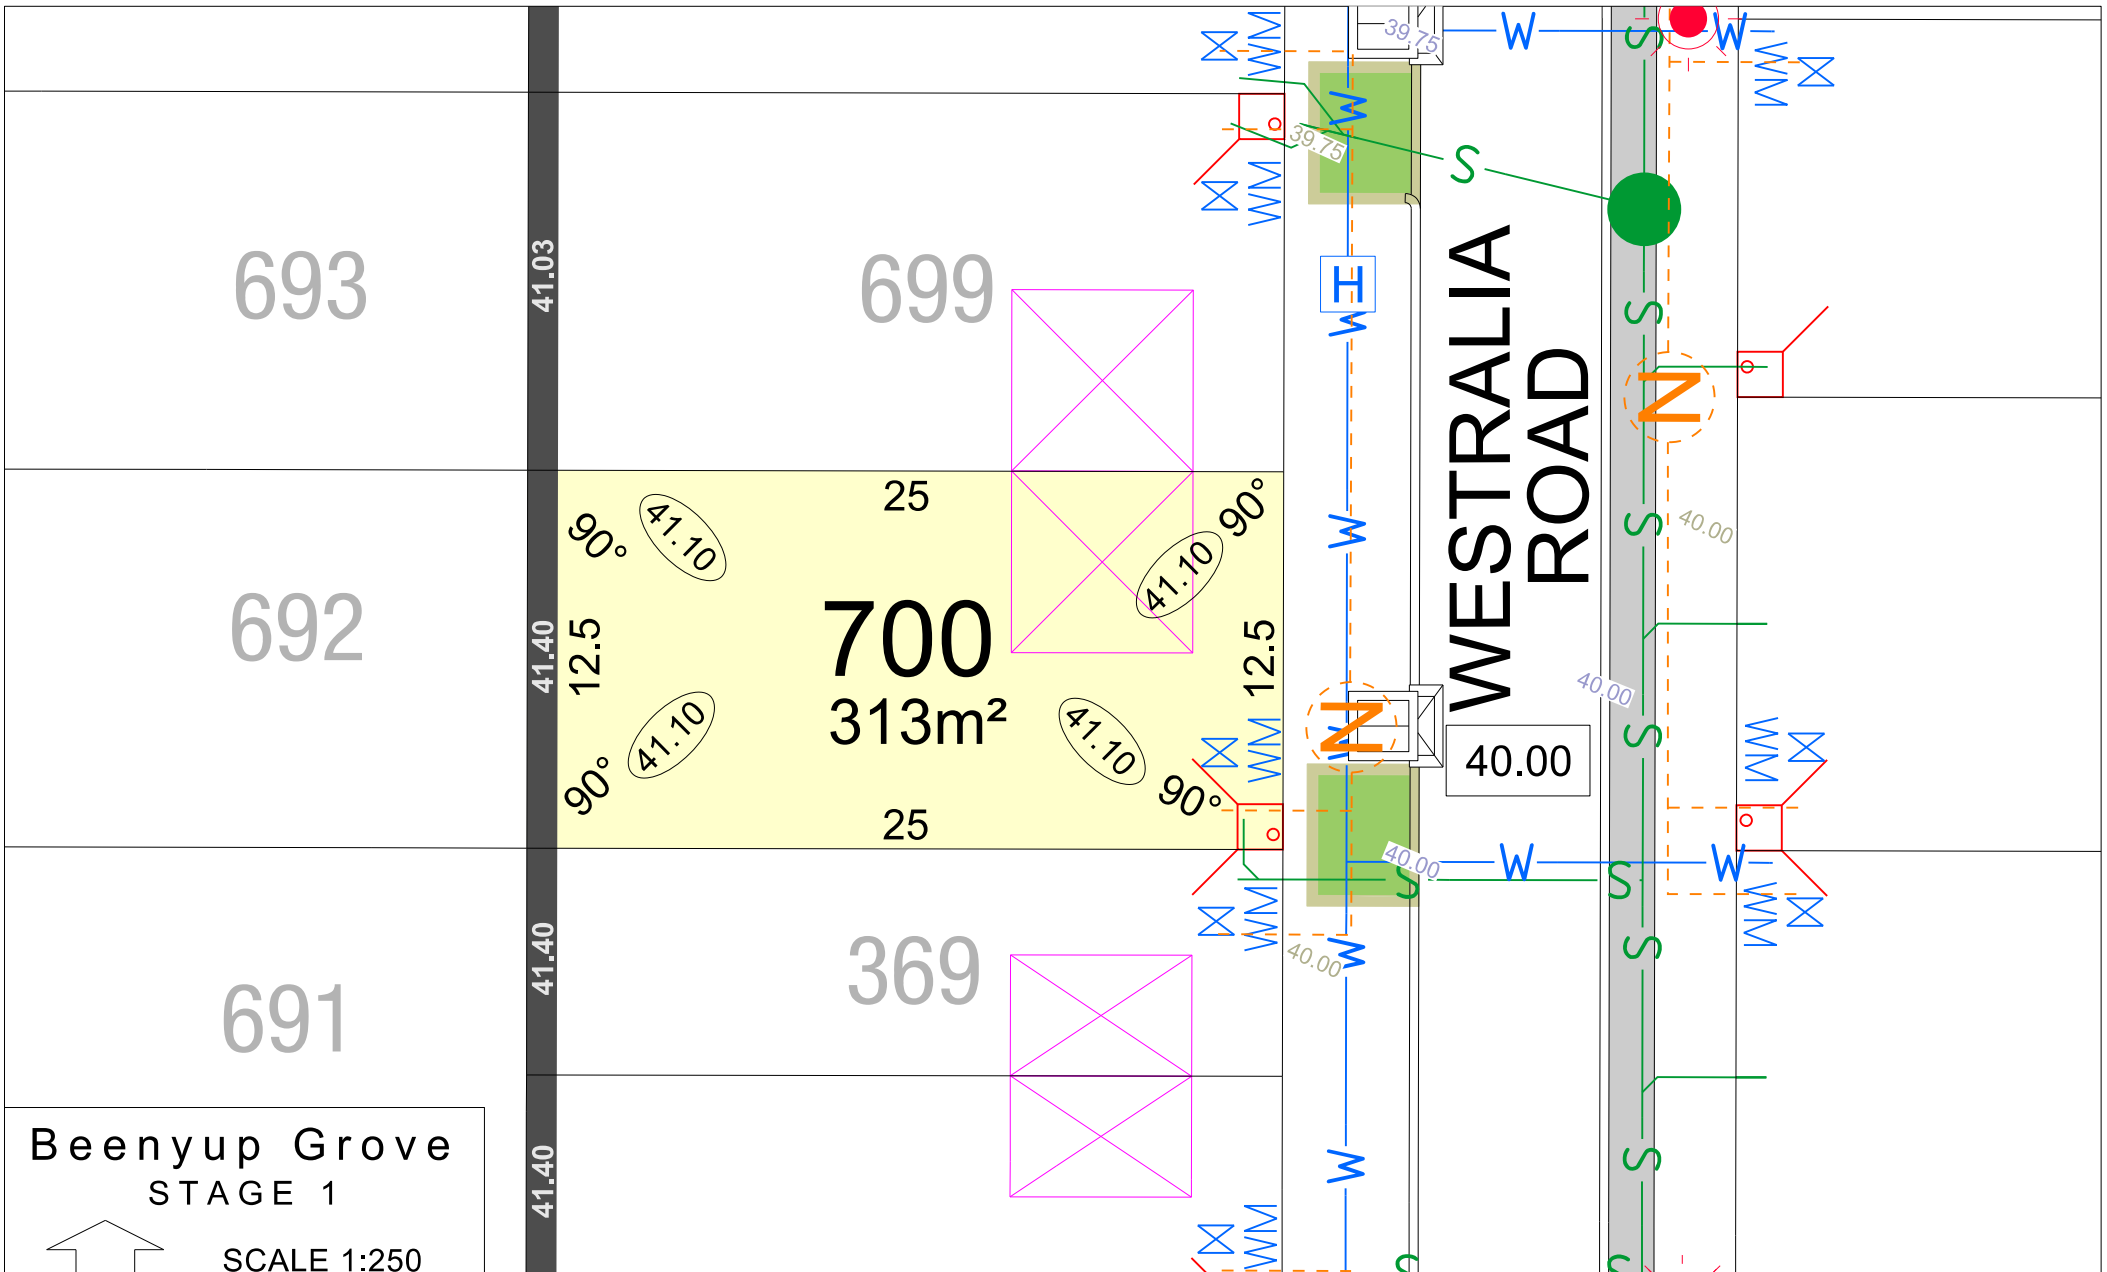 39.75
W
W
S
W
39.75
S
693
41.03
699
H
W
S
WESTRALIA
ROAD
N
25
90°
41.10
90°
41.10
W
S
40.00
692
41.40
12.5
700
313m²
12.5
40.00
41.10
41.10
N
W
S
40.00
90°
90°
25
40.00
W
W
S
S
691
41.40
369
40.00
W
S
Beenyup Grove
STAGE 1
SCALE 1:250
41.40
W
S
S
S